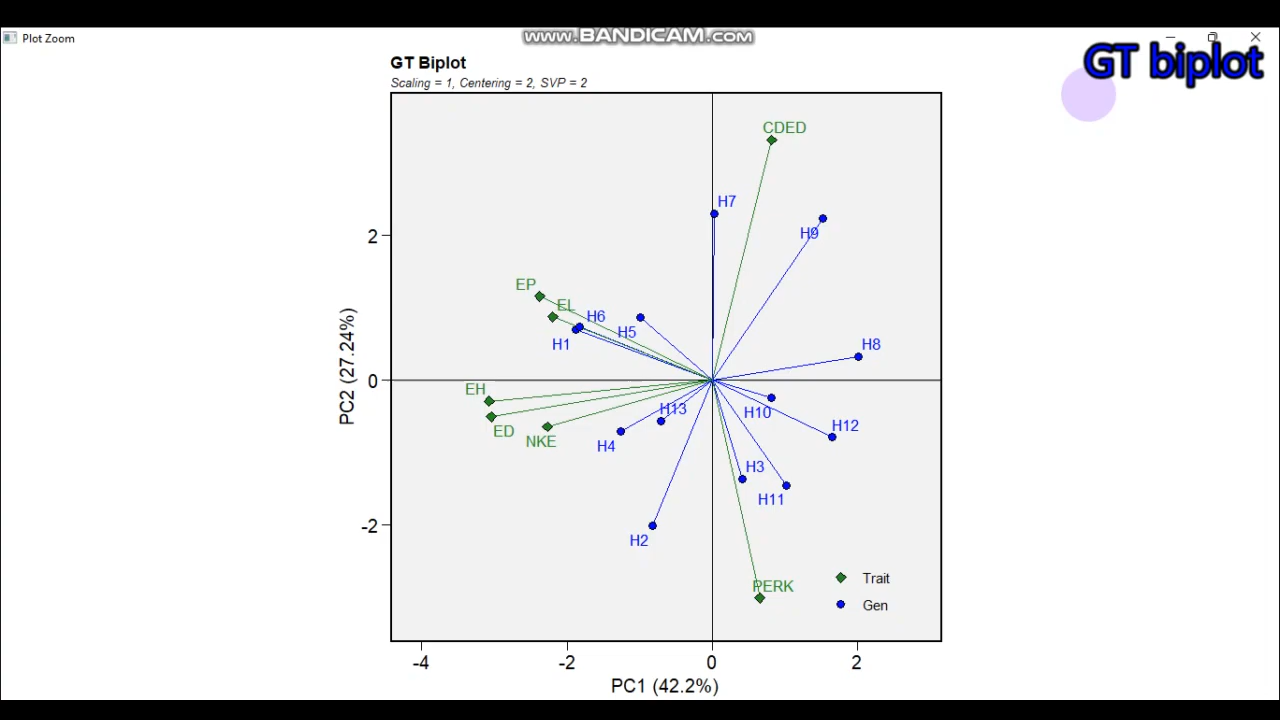 www.BANDICAM.com
Plot Zoom
GT biplot
GT Biplot
Scaling = 1, Centering = 2, SVP = 2
CDED
H7
H9
EP
EL
H6
H5
H1
H8
EH
ED
NKE
H13
H4
H10
H12
H3
H11
H2
PERK
Trait
Gen
2
0
-2
PC2 (27.24%)
-4
-2
0
2
PC1 (42.2%)